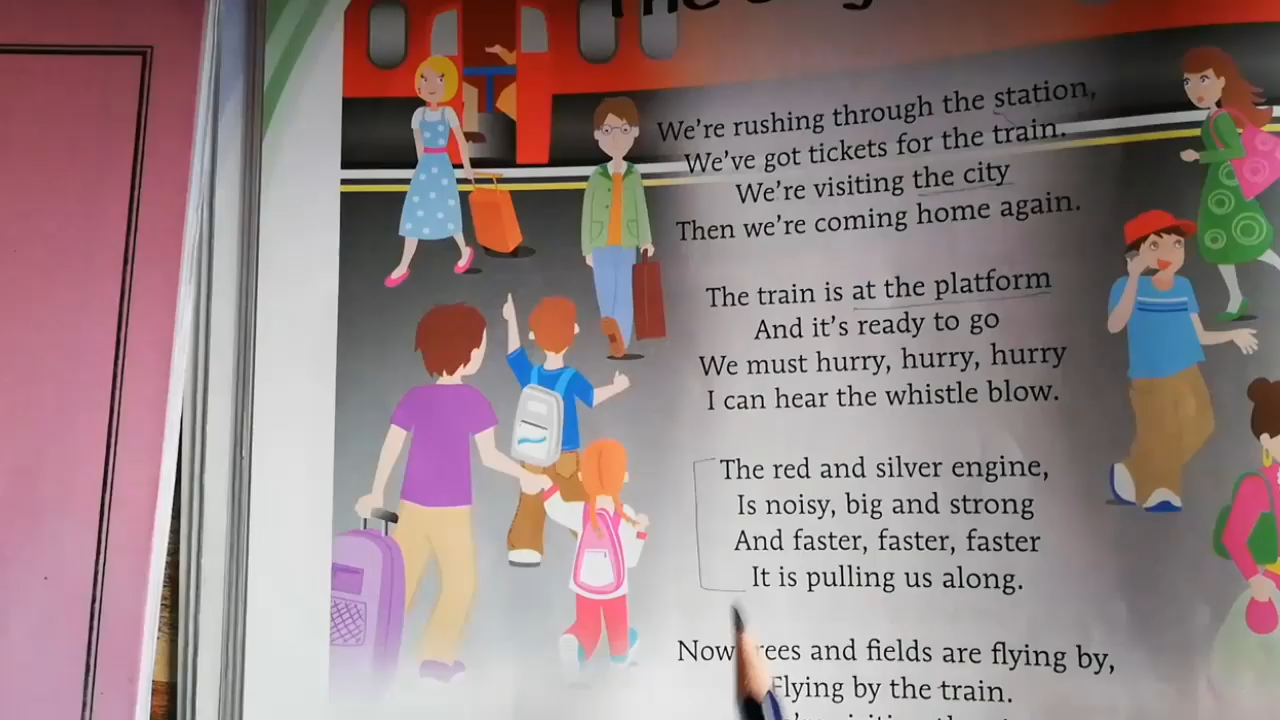 The
We're rushing through the station,
We've got tickets for the train.
We're visiting the city
Then we're coming home again.
The train is at the platform
And it's ready to go
We must hurry, hurry, hurry
I can hear the whistle blow.
The red and silver engine,
Is noisy, big and strong
And faster, faster, faster
It is pulling us along.
Now trees and fields are flying by,
Flying by the train.